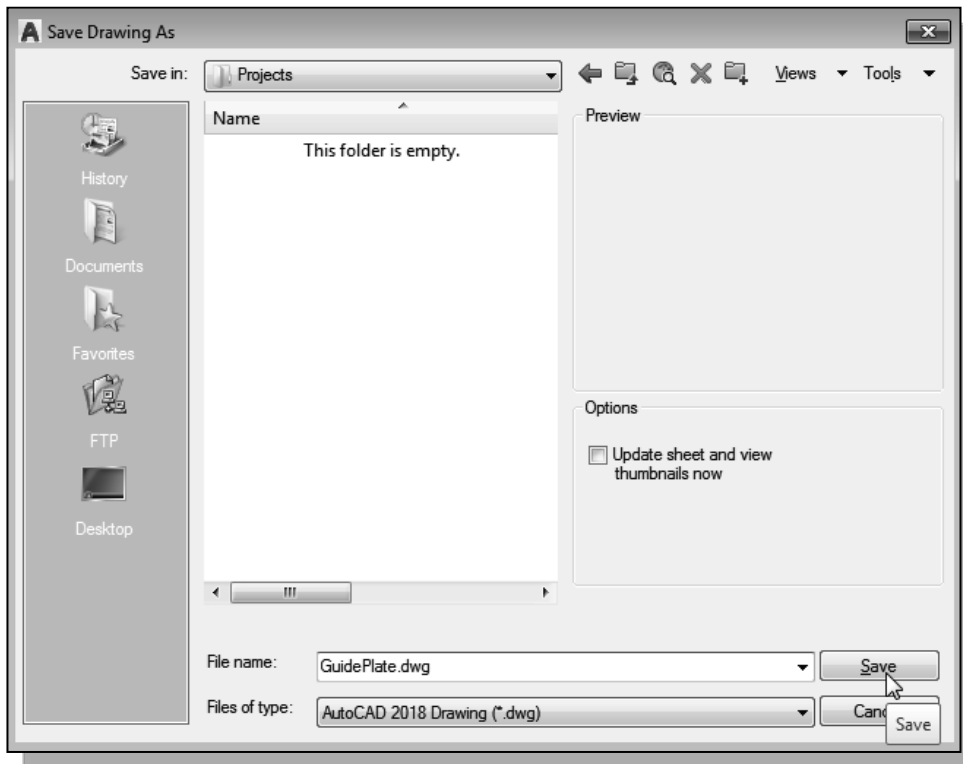 Save Drawing As
Save in:
Projects
Views
Tools
History
Documents
Favorites
FTP
Desktop
Name
This folder is empty.
Preview
Options
Update sheet and view
thumbnails now
File name:
GuidePlate.dwg
Save
Files of type:
AutoCAD 2018 Drawing (*.dwg)
Save